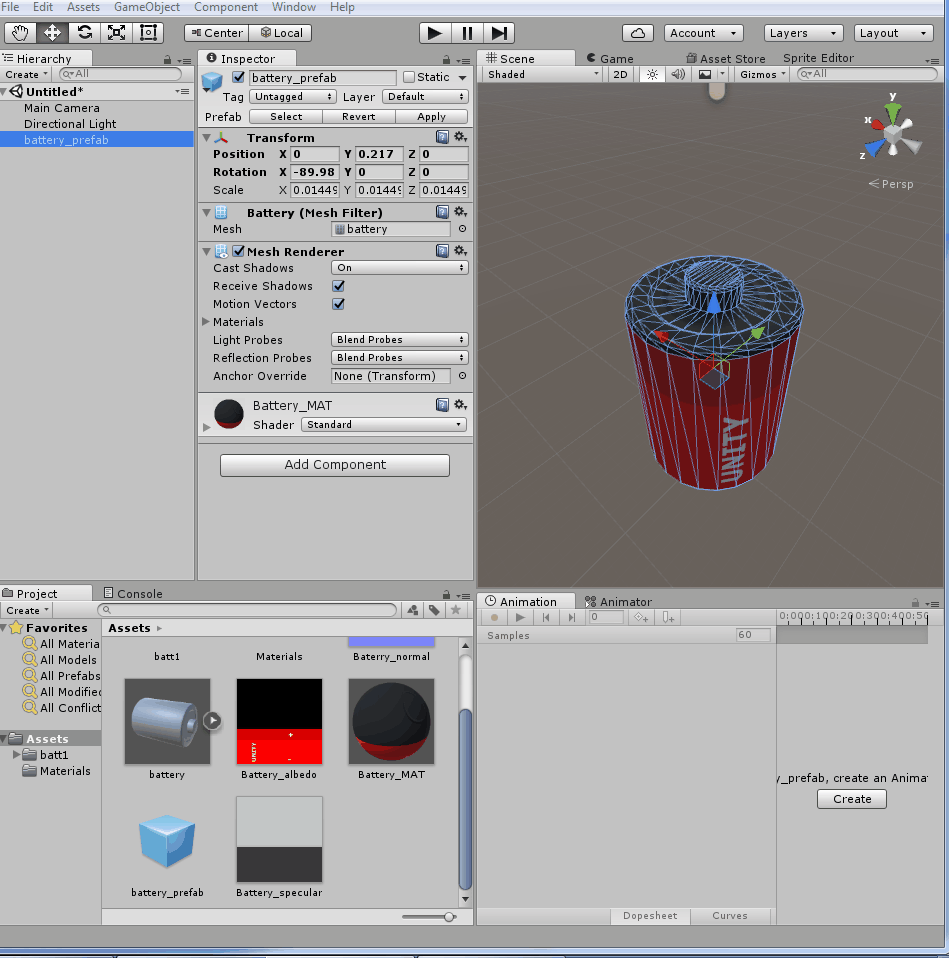 File Edit Assets GameObject Component Window Help
Center Local Account Layers Layout
Hierarchy
Create All
Untitled*
Main Camera
Directional Light
battery_prefab
Inspector
battery_prefab Static
Tag Untagged Layer Default
Prefab Select Revert Apply
Transform
Position X 0 Y 0.217 Z 0
Rotation X -89.98 Y 0 Z 0
Scale X 0.01449 Y 0.01449 Z 0.01449
Battery (Mesh Filter)
Mesh battery
Mesh Renderer
Cast Shadows On
Receive Shadows
Motion Vectors
Materials
Light Probes Blend Probes
Reflection Probes Blend Probes
Anchor Override None (Transform)
Battery_MAT
Shader Standard
Add Component
Scene Game Asset Store Sprite Editor
Shaded 2D Gizmos All
y
x
z
Persp
UNITY
Project Console
Create
Favorites
All Materia
All Models
All Prefabs
All Modified
All Conflict
Assets
batt1
Materials
Assets
batt1 Materials Baterry_normal
battery Battery_albedo Battery_MAT
battery_prefab Battery_specular
Animation Animator
0 0:00 0:10 0:20 0:30 0:40 0:50
Samples 60
y_prefab, create an Animat
Create
Dopesheet Curves